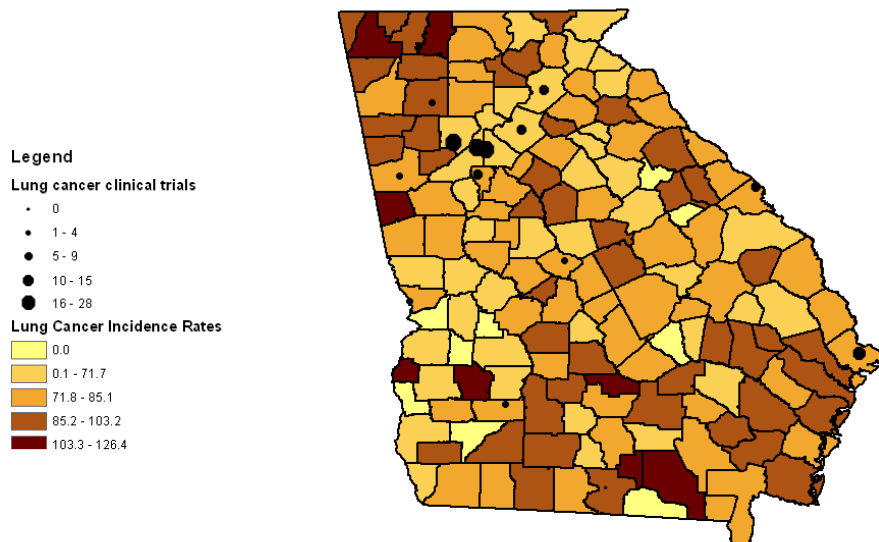 Legend
Lung cancer clinical trials
0
1 - 4
5 - 9
10 - 15
16 - 28
Lung Cancer Incidence Rates
0.0
0.1 - 71.7
71.8 - 85.1
85.2 - 103.2
103.3 - 126.4